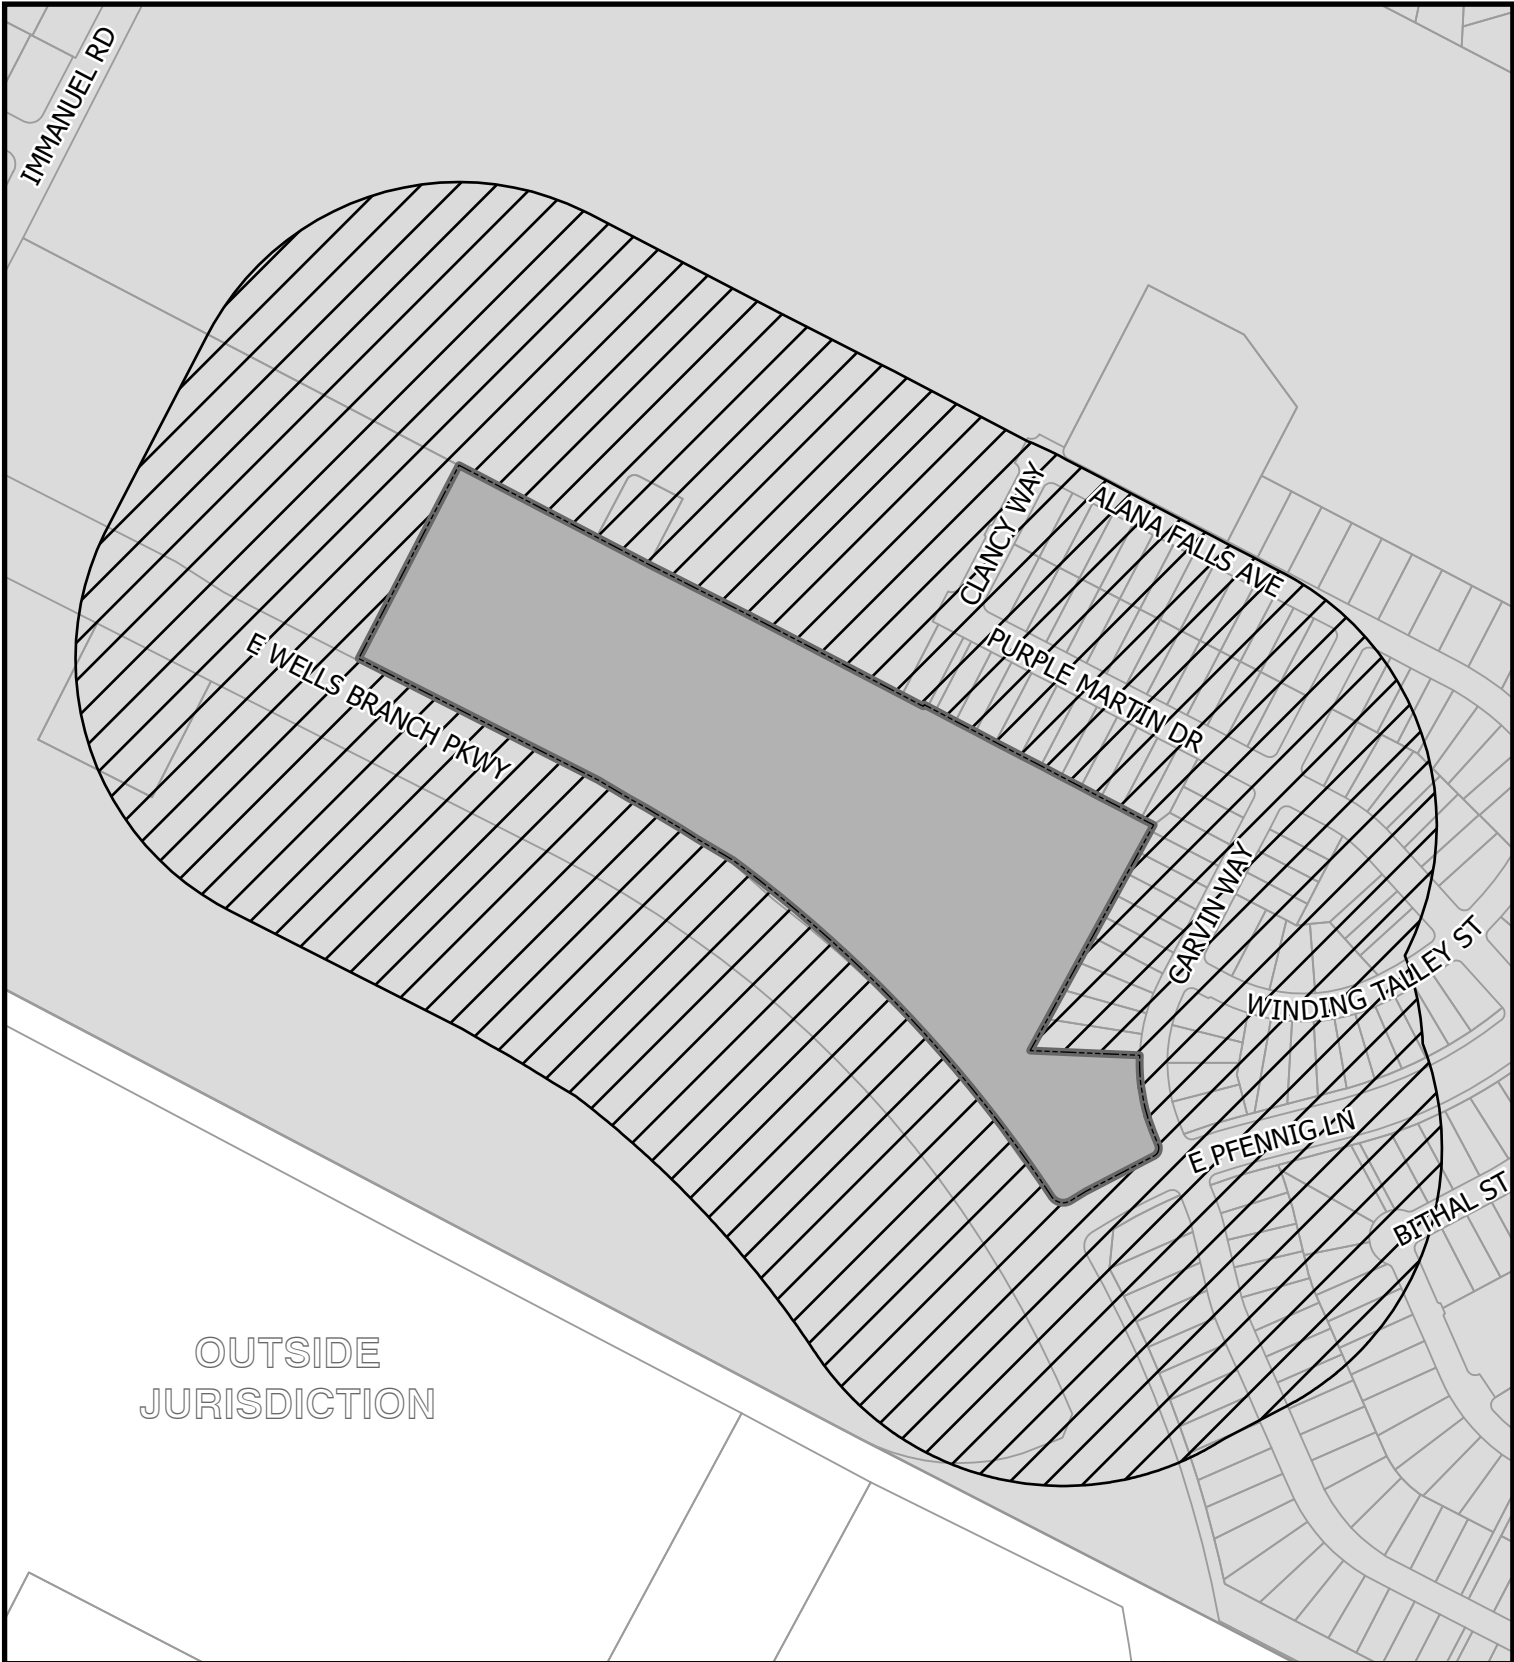 IMMANUEL RD
CLANCY WAY
ALANA FALLS AVE
PURPLE MARTIN DR
E WELLS BRANCH PKWY
CARVIN WAY
WINDING TALLEY ST
E PFENNIG LN
BITHAL ST
OUTSIDE
JURISDICTION